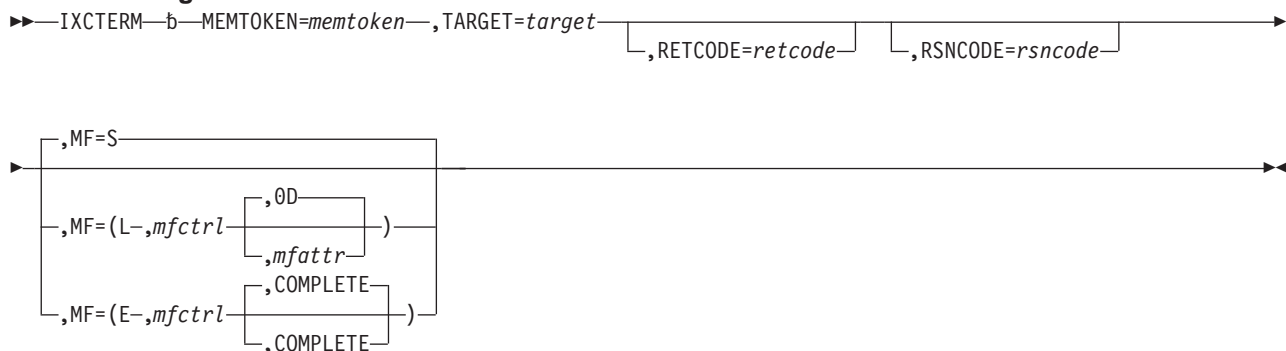 IXCTERM b MEMTOKEN=memtoken ,TARGET=target
,RETCODE=retcode ,RSNCODE=rsncode
,MF=S
,0D
,MF=(L ,mfctrl )
,mfattr
,COMPLETE
,MF=(E ,mfctrl )
,COMPLETE